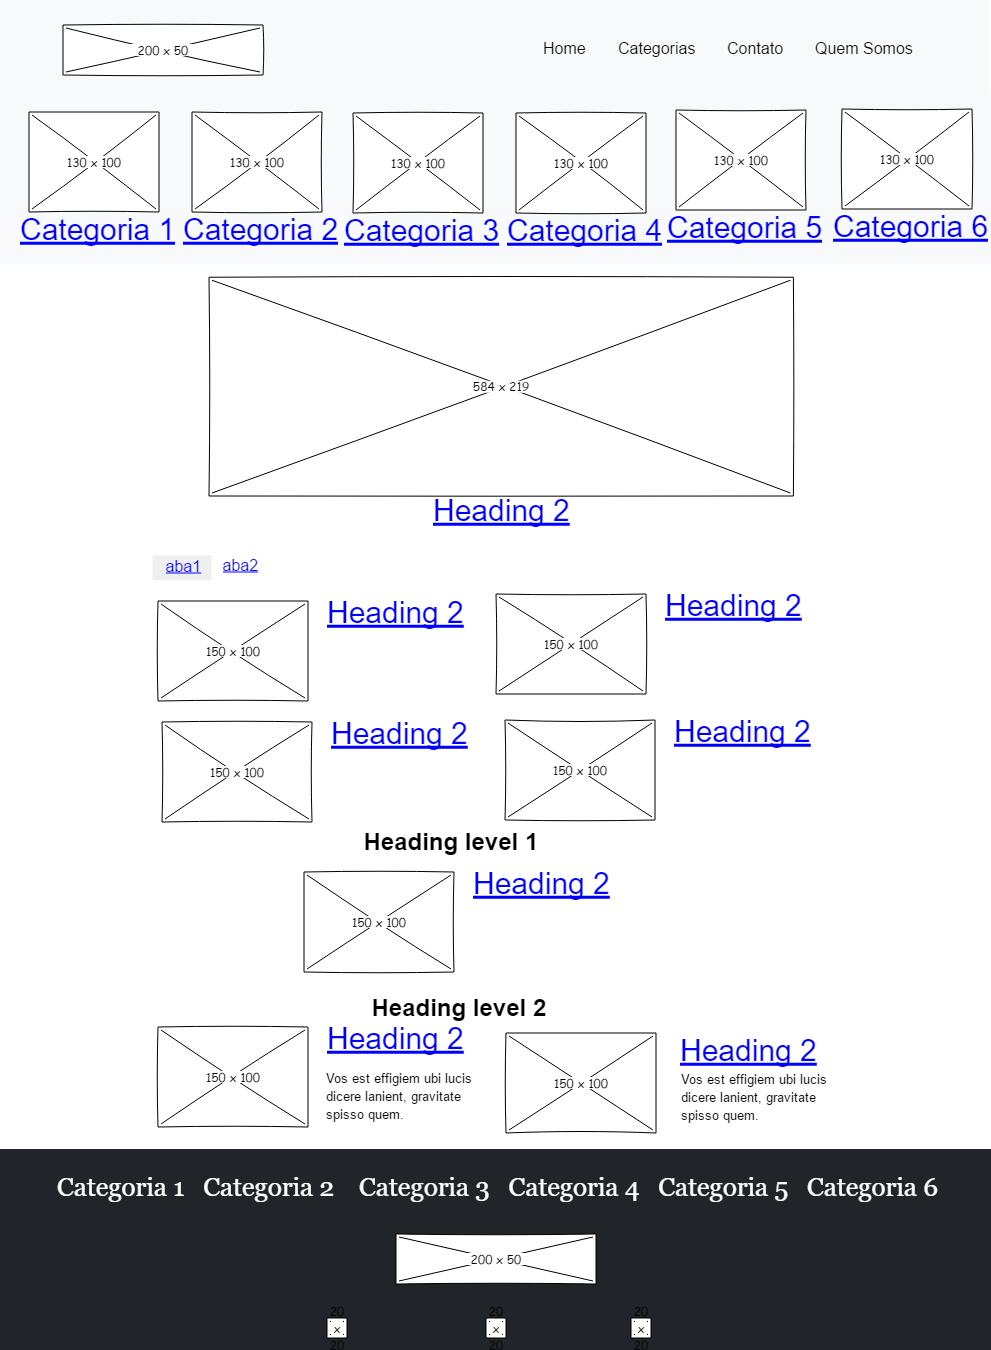 200 x 50
Home Categorias Contato Quem Somos
130 x 100 130 x 100 130 x 100 130 x 100 130 x 100 130 x 100
Categoria 1 Categoria 2 Categoria 3 Categoria 4 Categoria 5 Categoria 6
584 x 219
Heading 2
aba1 aba2
150 x 100 Heading 2 150 x 100 Heading 2
150 x 100 Heading 2 150 x 100 Heading 2
Heading level 1
150 x 100 Heading 2
Heading level 2
150 x 100 Heading 2
Vos est effigiem ubi lucis
dicere lanient, gravitate
spisso quem.
150 x 100 Heading 2
Vos est effigiem ubi lucis
dicere lanient, gravitate
spisso quem.
Categoria 1 Categoria 2 Categoria 3 Categoria 4 Categoria 5 Categoria 6
200 x 50
20 20 20
x x x
20 20 20